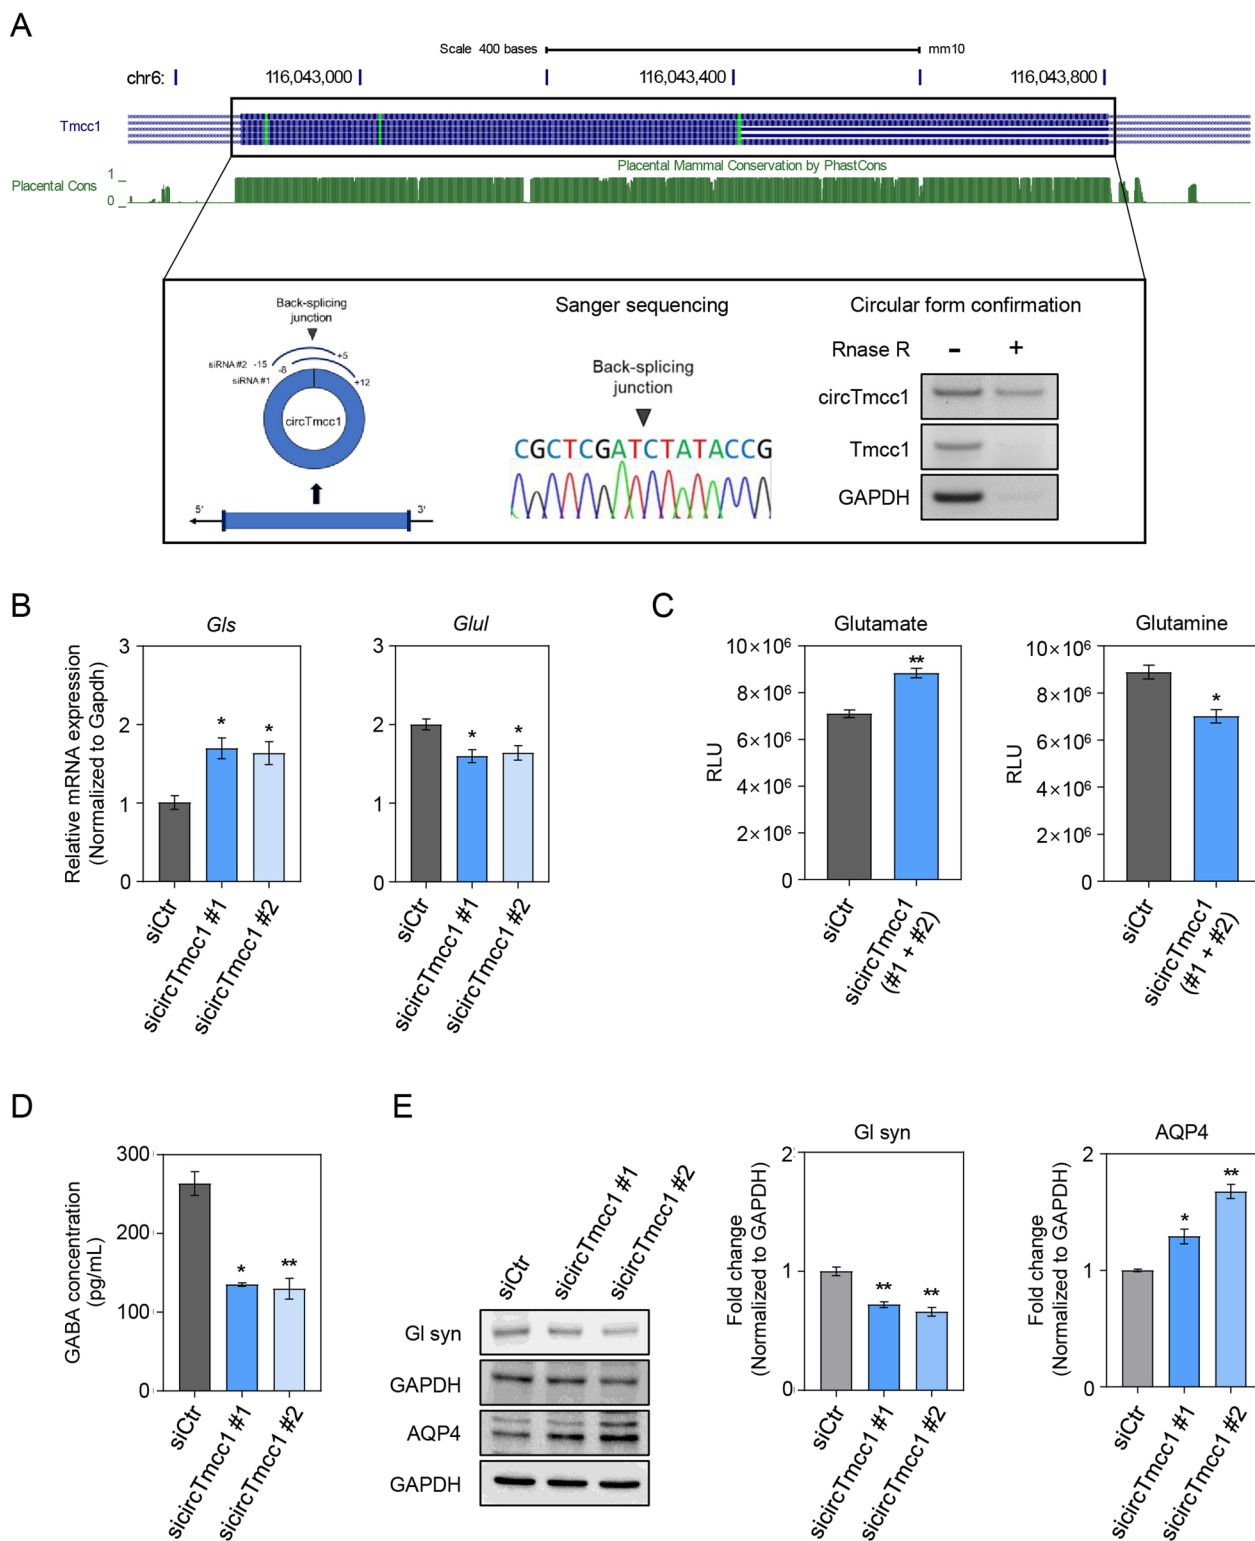 A
Scale 400 bases mm10
chr6: 116,043,000 116,043,400 116,043,800
Tmcc1
Placental Mammal Conservation by PhastCons
Placental Cons 1
0
Back-splicing
junction
siRNA#2 -15 +5
siRNA#1 -8 +12
circTmcc1
5' 3'
Sanger sequencing
Back-splicing
junction
CGCTCGATCTATACCG
Circular form confirmation
Rnase R - +
circTmcc1
Tmcc1
GAPDH
B
Gls
Relative mRNA expression
(Normalized to Gapdh)
3
2
1
0
* *
siCtr
sicircTmcc1 #1
sicircTmcc1 #2
Glul
3
2
1
0
* *
siCtr
sicircTmcc1 #1
sicircTmcc1 #2
C
Glutamate
RLU
10×10⁶
8×10⁶
6×10⁶
4×10⁶
2×10⁶
0
**
siCtr
sicircTmcc1
(#1 + #2)
Glutamine
RLU
10×10⁶
8×10⁶
6×10⁶
4×10⁶
2×10⁶
0
*
siCtr
sicircTmcc1
(#1 + #2)
D
GABA concentration
(pg/mL)
300
200
100
0
* **
siCtr
sicircTmcc1 #1
sicircTmcc1 #2
E
siCtr
sicircTmcc1 #1
sicircTmcc1 #2
Gl syn
GAPDH
AQP4
GAPDH
Gl syn
Fold change
(Normalized to GAPDH)
2
1
0
** **
siCtr
sicircTmcc1 #1
sicircTmcc1 #2
AQP4
Fold change
(Normalized to GAPDH)
2
1
0
* **
siCtr
sicircTmcc1 #1
sicircTmcc1 #2